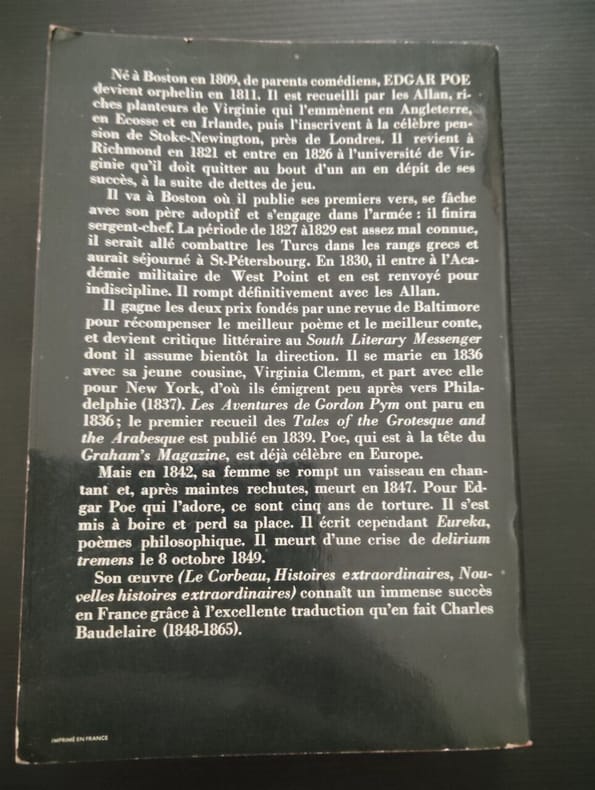 Né à Boston en 1809, de parents comédiens, EDGAR POE
devient orphelin en 1811. Il est recueilli par les Allan, ri-
ches planteurs de Virginie qui l'emmènent en Angleterre,
en Ecosse et en Irlande, puis l'inscrivent à la célèbre pen-
sion de Stoke-Newington, près de Londres. Il revient à
Richmond en 1821 et entre en 1826 à l'université de Vir-
ginie qu'il doit quitter au bout d'un an en dépit de ses
succès, à la suite de dettes de jeu.
Il va à Boston où il publie ses premiers vers, se fâche
avec son père adoptif et s'engage dans l'armée : il finira
sergent-chef. La période de 1827 à1829 est assez mal connue,
il serait allé combattre les Turcs dans les rangs grecs et
aurait séjourné à St-Pétersbourg. En 1830, il entre à l'Aca-
démie militaire de West Point et en est renvoyé pour
indiscipline. Il rompt définitivement avec les Allan.
Il gagne les deux prix fondés par une revue de Baltimore
pour récompenser le meilleur poème et le meilleur conte,
et devient critique littéraire au South Literary Messenger
dont il assume bientôt la direction. Il se marie en 1836
avec sa jeune cousine, Virginia Clemm, et part avec elle
pour New York, d'où ils émigrent peu après vers Phila-
delphie (1837). Les Aventures de Gordon Pym ont paru en
1836 ; le premier recueil des Tales of the Grotesque and
the Arabesque est publié en 1839. Poe, qui est à la tête du
Graham's Magazine, est déjà célèbre en Europe.
Mais en 1842, sa femme se rompt un vaisseau en chan-
tant et, après maintes rechutes, meurt en 1847. Pour Ed-
gar Poe qui l'adore, ce sont cinq ans de torture. Il s'est
mis à boire et perd sa place. Il écrit cependant Eureka,
poèmes philosophique. Il meurt d'une crise de delirium
tremens le 8 octobre 1849.
Son œuvre (Le Corbeau, Histoires extraordinaires, Nou-
velles histoires extraordinaires) connaît un immense succès
en France grâce à l'excellente traduction qu'en fait Charles
Baudelaire (1848-1865).
IMPRIMÉ EN FRANCE